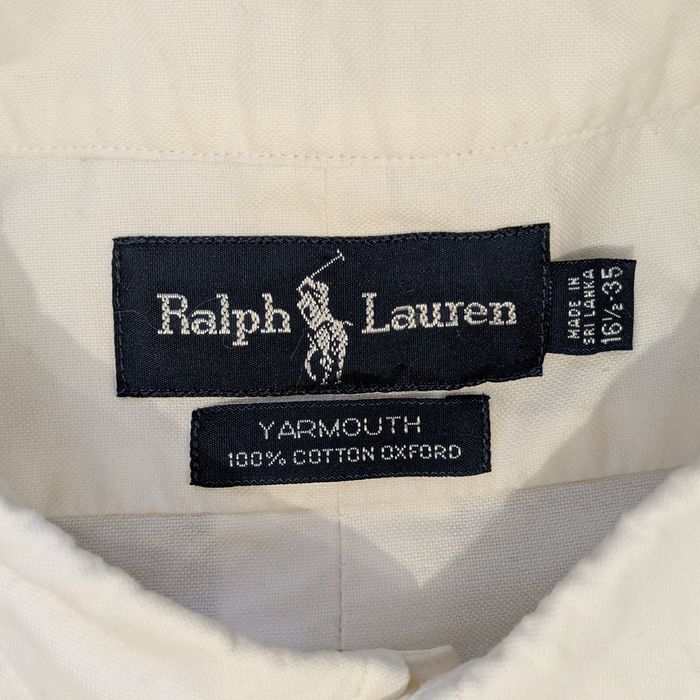 Ralph Lauren
MADE IN
SRI LANKA
16½-35
YARMOUTH
100% COTTON OXFORD